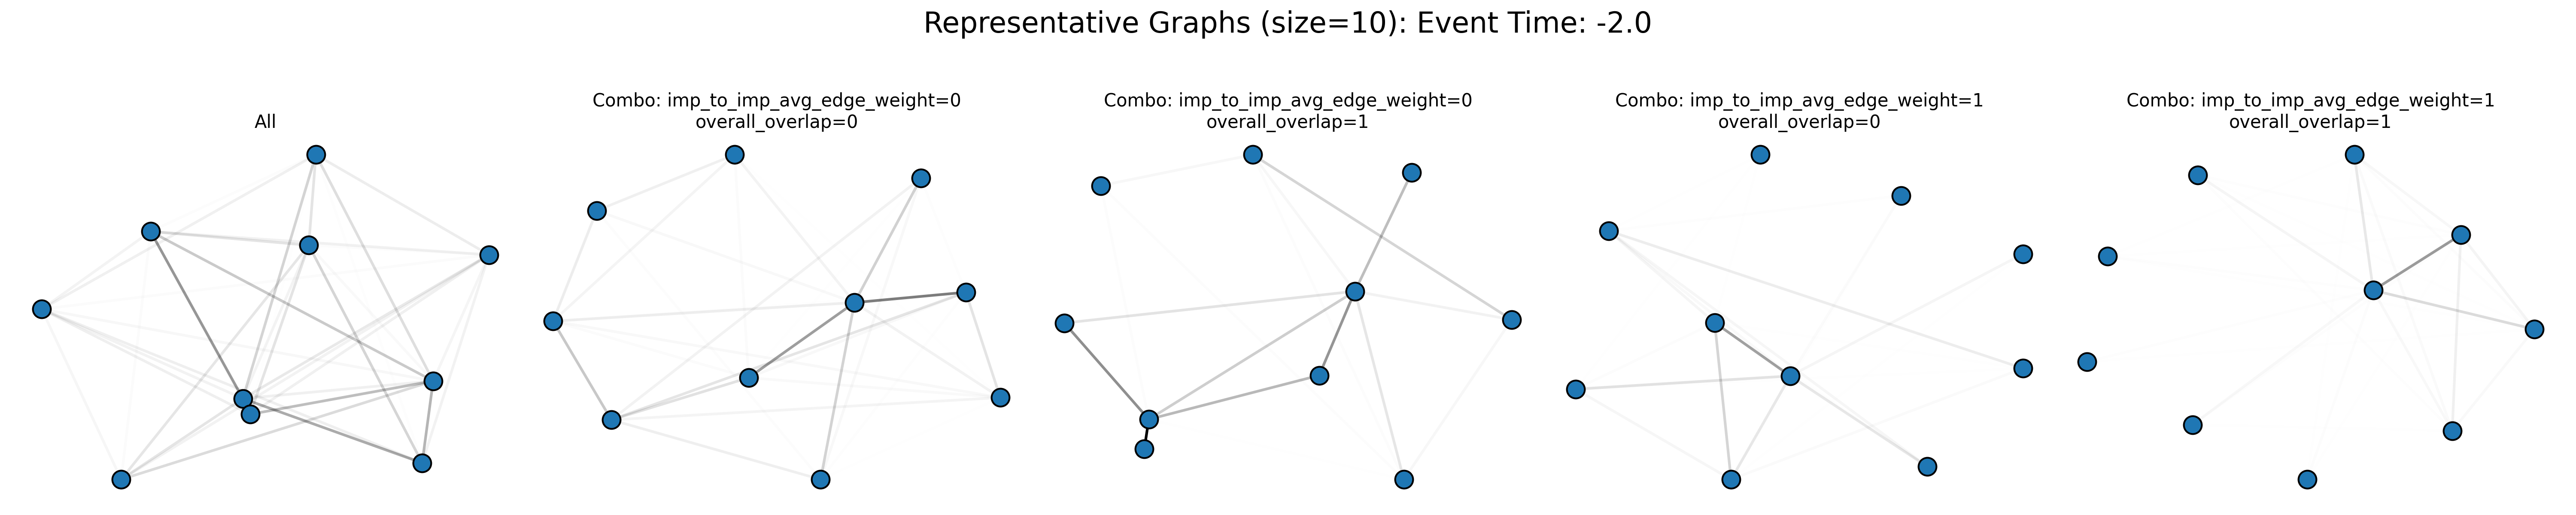 Representative Graphs (size=10): Event Time: -2.0
All
Combo: imp_to_imp_avg_edge_weight=0
overall_overlap=0
Combo: imp_to_imp_avg_edge_weight=0
overall_overlap=1
Combo: imp_to_imp_avg_edge_weight=1
overall_overlap=0
Combo: imp_to_imp_avg_edge_weight=1
overall_overlap=1